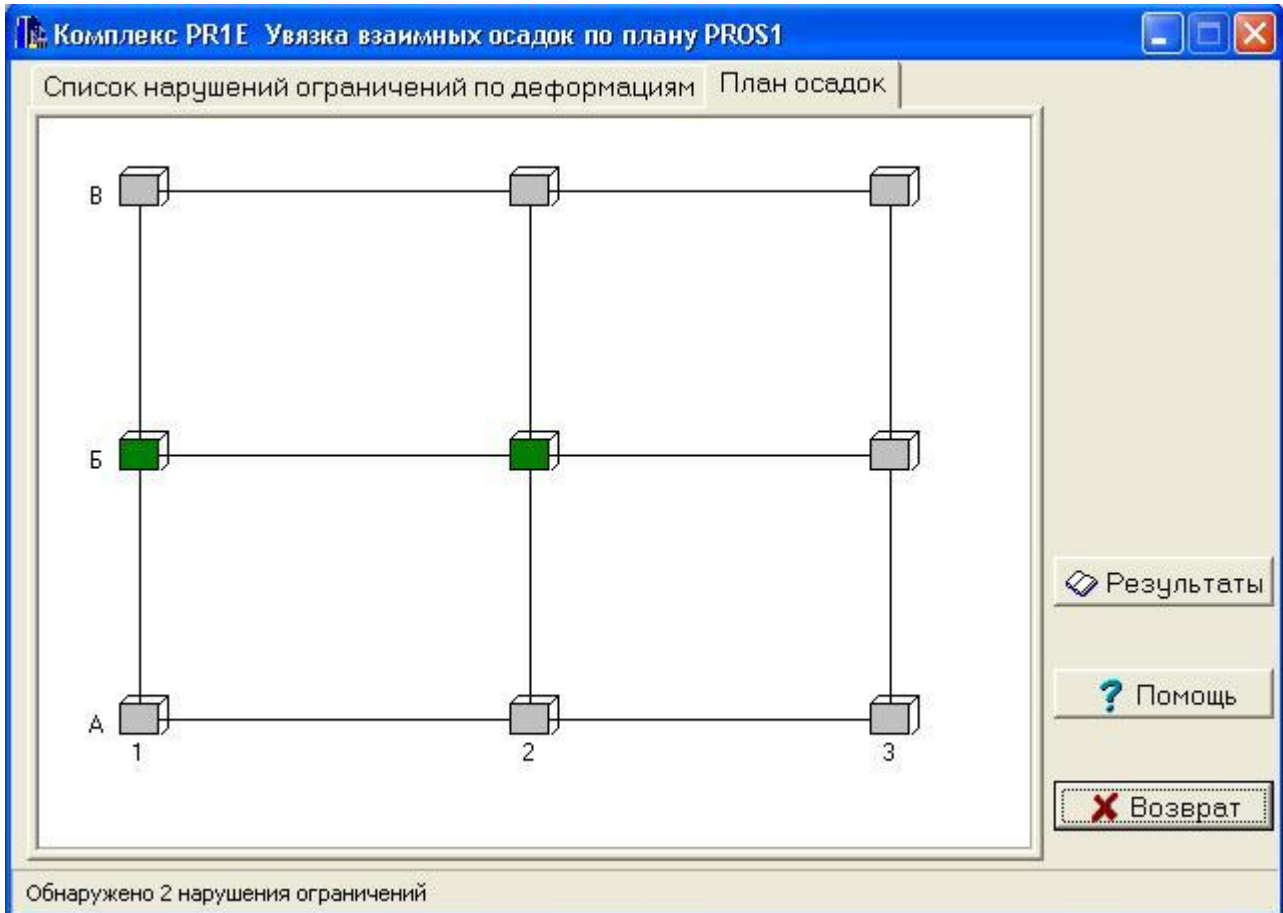 Комплекс PR1E Увязка взаимных осадок по плану PROS1
Список нарушений ограничений по деформациям
План осадок
В
Б
А
1
2
3
Результаты
? Помощь
Возврат
Обнаружено 2 нарушения ограничений